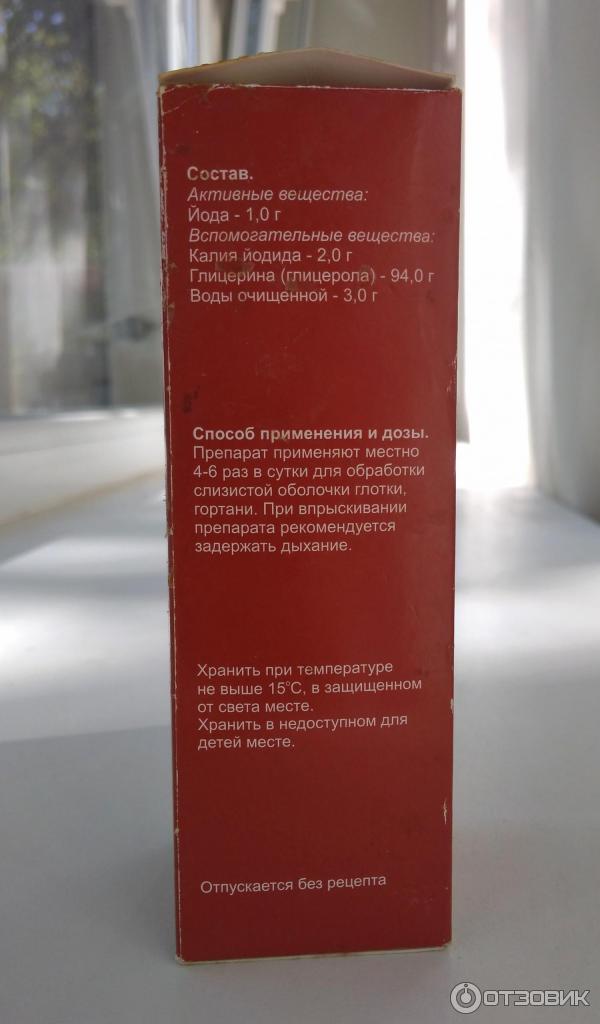 Состав.
Активные вещества:
Йода - 1,0 г
Вспомогательные вещества:
Калия йодида - 2,0 г
Глицерина (глицерола) - 94,0 г
Воды очищенной - 3,0 г
Способ применения и дозы.
Препарат применяют местно
4-6 раз в сутки для обработки
слизистой оболочки глотки,
гортани. При впрыскивании
препарата рекомендуется
задержать дыхание.
Хранить при температуре
не выше 15°С, в защищенном
от света месте.
Хранить в недоступном для
детей месте.
Отпускается без рецепта
ОТЗОВИК